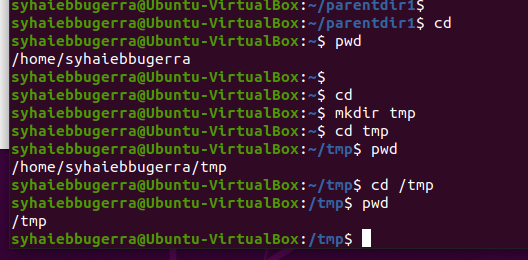 syhaiebbugerra@Ubuntu-VirtualBox:~/parentdir1$
syhaiebbugerra@Ubuntu-VirtualBox:~/parentdir1$ cd
syhaiebbugerra@Ubuntu-VirtualBox:~$ pwd
/home/syhaiebbugerra
syhaiebbugerra@Ubuntu-VirtualBox:~$
syhaiebbugerra@Ubuntu-VirtualBox:~$ cd
syhaiebbugerra@Ubuntu-VirtualBox:~$ mkdir tmp
syhaiebbugerra@Ubuntu-VirtualBox:~$ cd tmp
syhaiebbugerra@Ubuntu-VirtualBox:~/tmp$ pwd
/home/syhaiebbugerra/tmp
syhaiebbugerra@Ubuntu-VirtualBox:~/tmp$ cd /tmp
syhaiebbugerra@Ubuntu-VirtualBox:/tmp$ pwd
/tmp
syhaiebbugerra@Ubuntu-VirtualBox:/tmp$